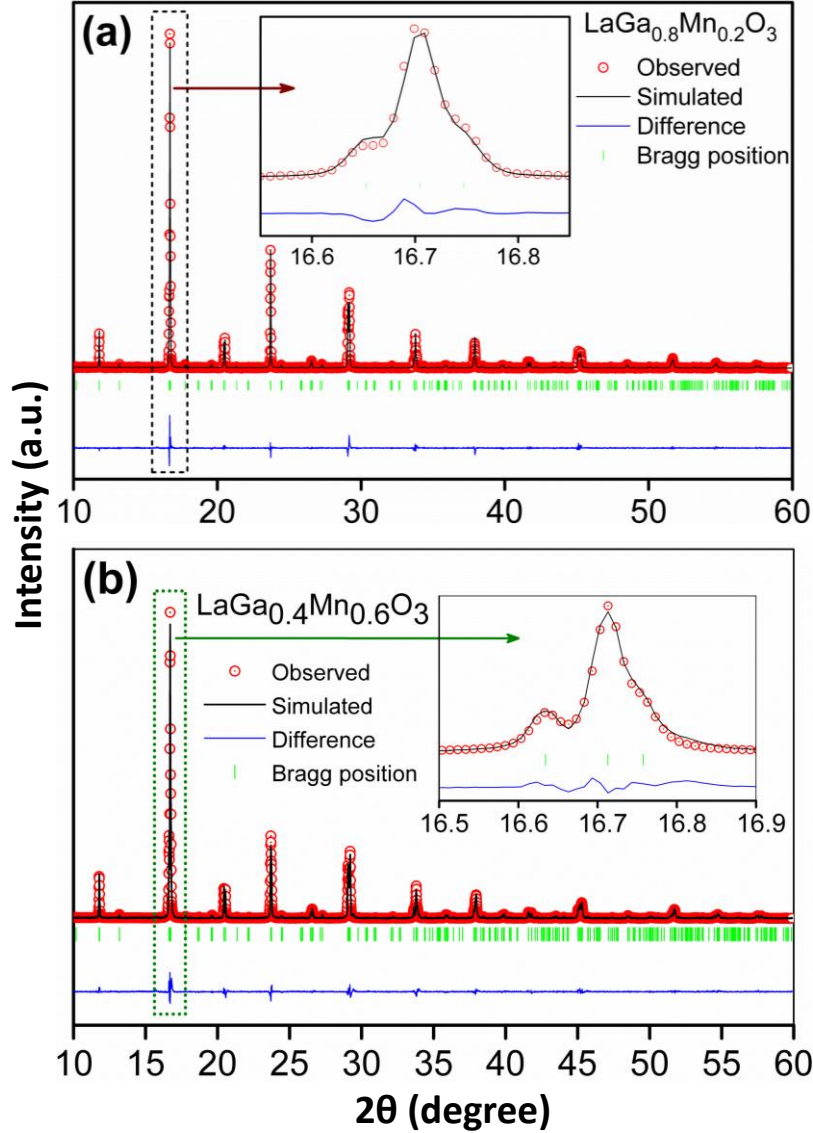 (a)
LaGa0.8Mn0.2O3
Observed
Simulated
Difference
Bragg position
16.6 16.7 16.8
10 20 30 40 50 60
Intensity (a.u.)
(b)
LaGa0.4Mn0.6O3
Observed
Simulated
Difference
Bragg position
16.5 16.6 16.7 16.8 16.9
10 15 20 25 30 35 40 45 50 55 60
2θ (degree)